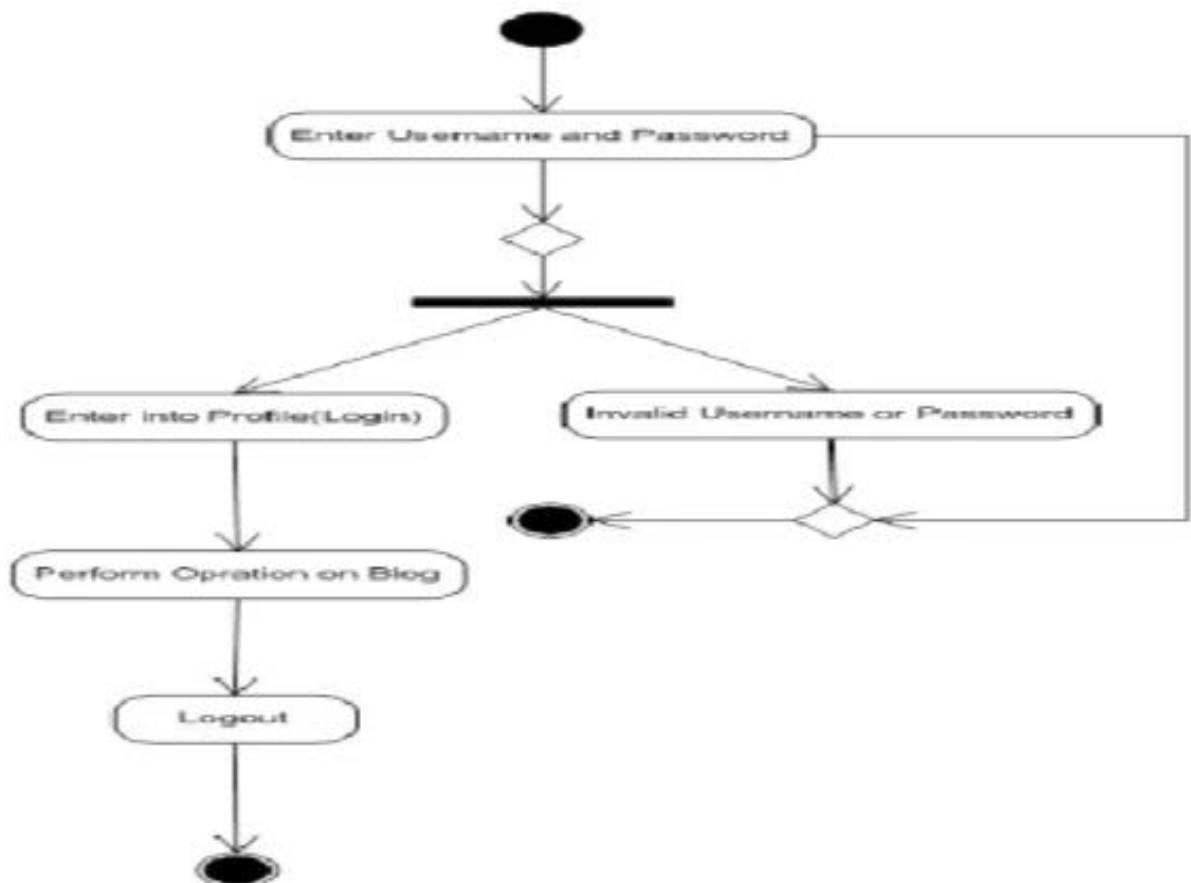 Enter Username and Password
Enter into Profile(Login)
Invalid Username or Password
Perform Opration on Blog
Logout